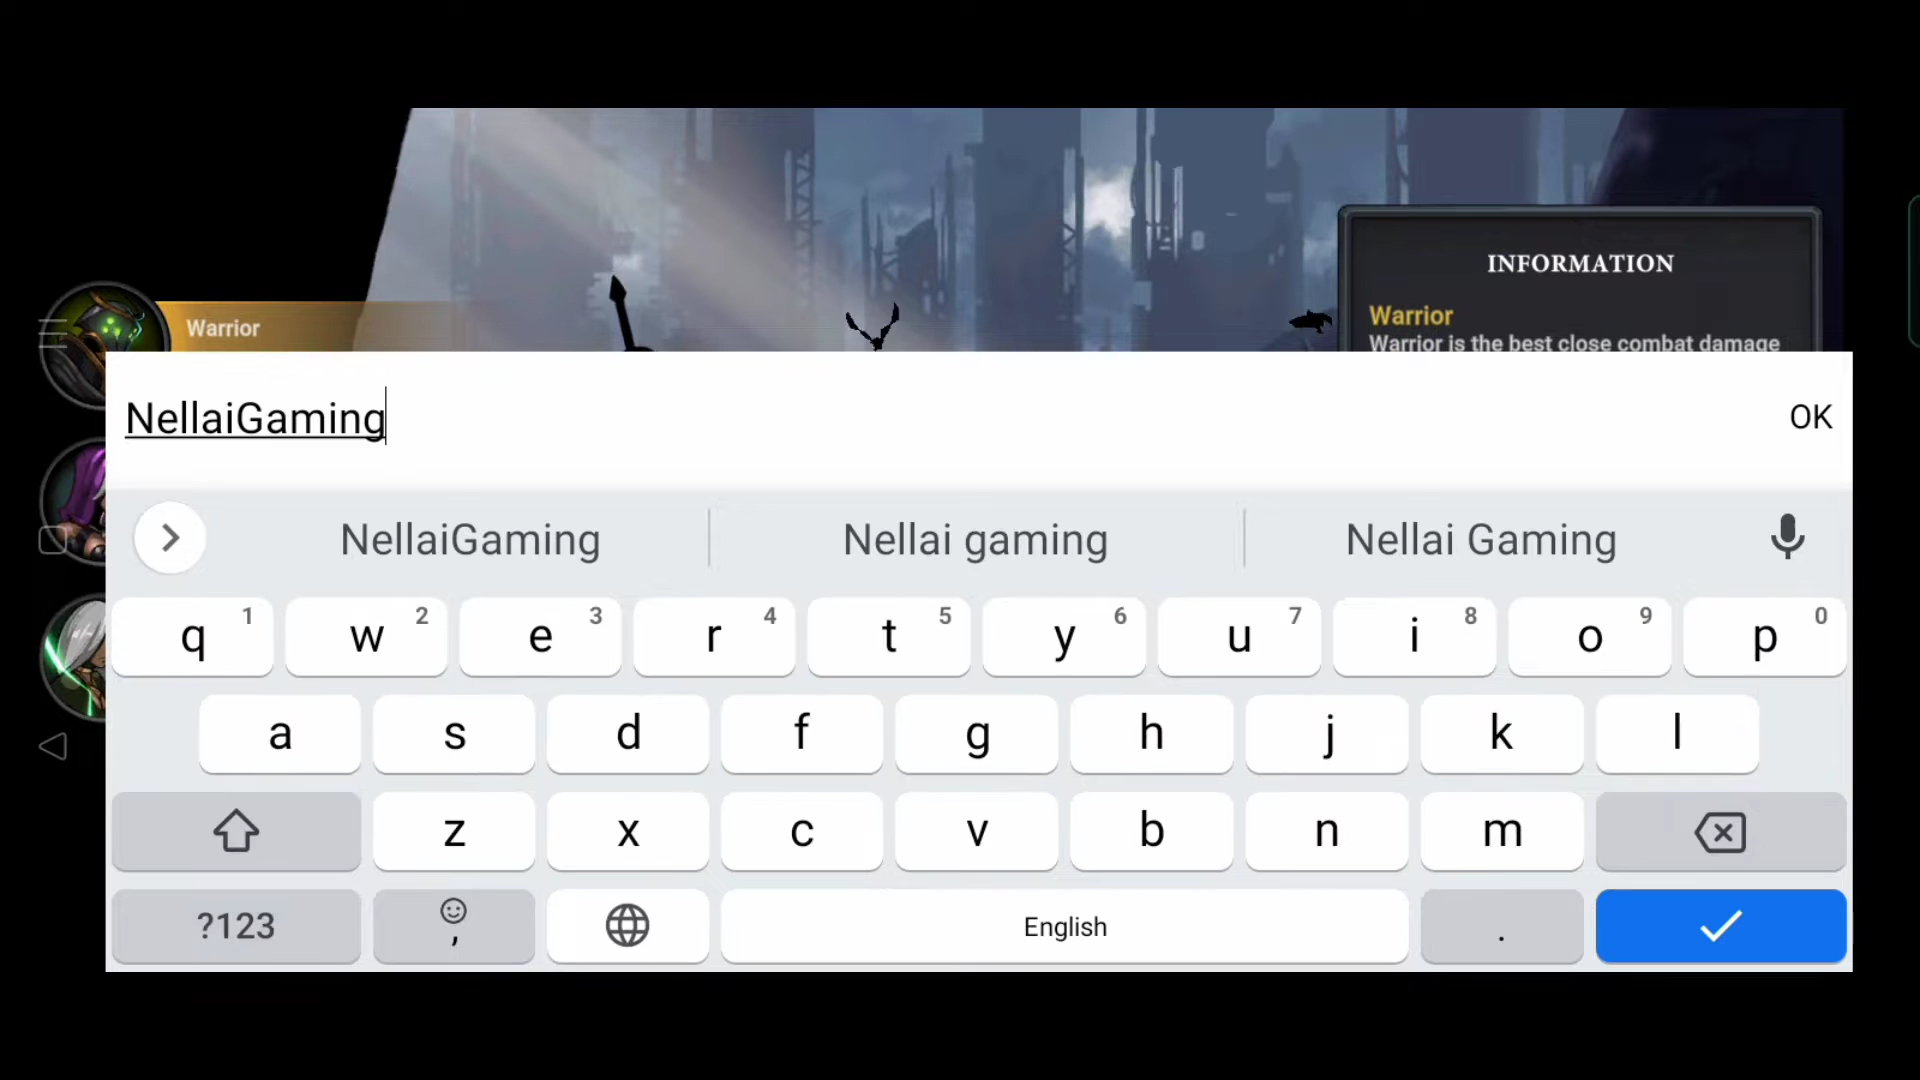 INFORMATION
Warrior
Warrior
Warrior is the best close combat damage
NellaiGaming
OK
NellaiGaming
Nellai gaming
Nellai Gaming
q 1 w 2 e 3 r 4 t 5 y 6 u 7 i 8 o 9 p 0
a s d f g h j k l
z x c v b n m
?123 , English .